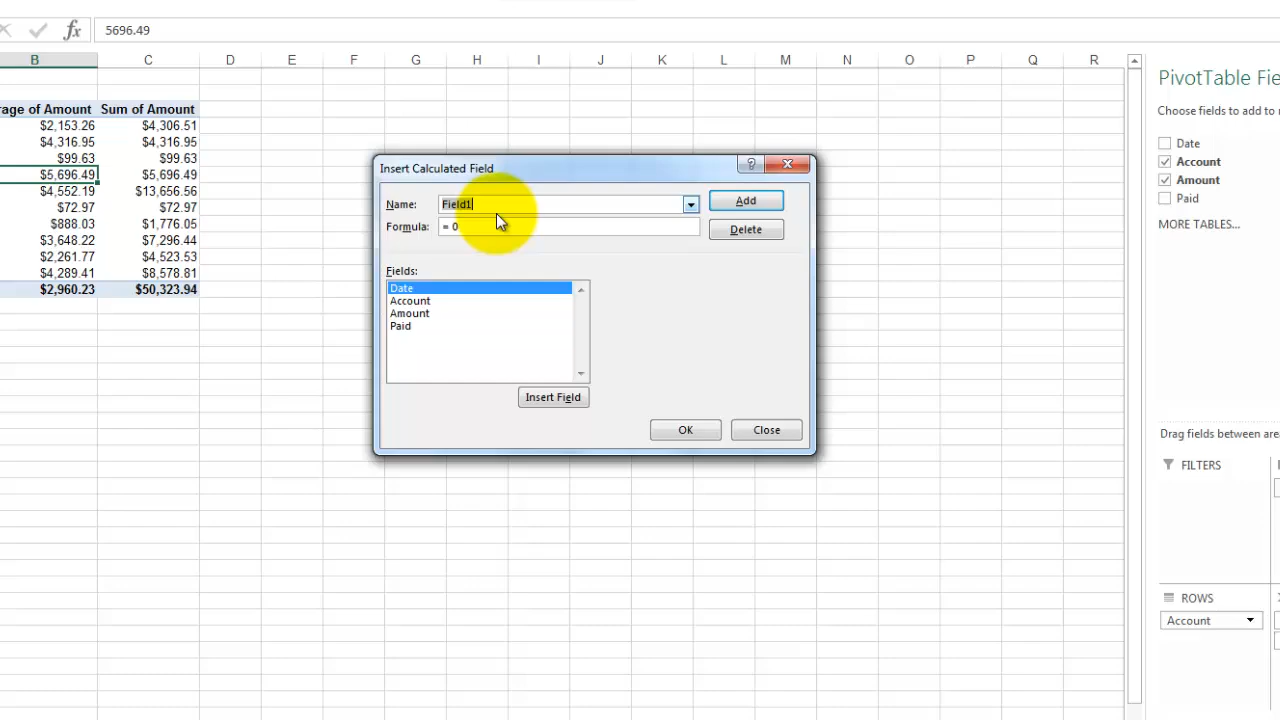 5696.49
B C D E F G H I J K L M N O P Q R
rage of Amount Sum of Amount
$2,153.26 $4,306.51
$4,316.95 $4,316.95
$99.63 $99.63
$5,696.49 $5,696.49
$4,552.19 $13,656.56
$72.97 $72.97
$888.03 $1,776.05
$3,648.22 $7,296.44
$2,261.77 $4,523.53
$4,289.41 $8,578.81
$2,960.23 $50,323.94
Insert Calculated Field
Name: Field1 Add
Formula: = 0 Delete
Fields:
Date
Account
Amount
Paid
Insert Field
OK Close
PivotTable Fie
Choose fields to add to r
Date
Account
Amount
Paid
MORE TABLES...
Drag fields between area
FILTERS
ROWS
Account